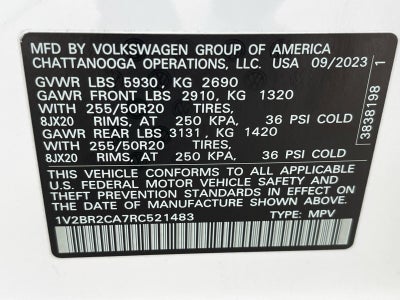 MFD BY VOLKSWAGEN GROUP OF AMERICA
CHATTANOOGA OPERATIONS, LLC. USA 09/2023
GVWR LBS 5930, KG 2690
GAWR FRONT LBS 2910, KG 1320
WITH 255/50R20 TIRES,
8JX20 RIMS, AT 250 KPA, 36 PSI COLD
GAWR REAR LBS 3131, KG 1420
WITH 255/50R20 TIRES,
8JX20 RIMS, AT 250 KPA, 36 PSI COLD
THIS VEHICLE CONFORMS TO ALL APPLICABLE
U.S. FEDERAL MOTOR VEHICLE SAFETY AND
THEFT PREVENTION STANDARDS IN EFFECT ON THE
DATE OF MANUFACTURE SHOWN ABOVE.
1V2BR2CA7RC521483 TYPE: MPV
3838198 1